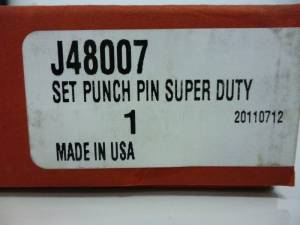 J48007
SET PUNCH PIN SUPER DUTY
1
20110712
MADE IN USA